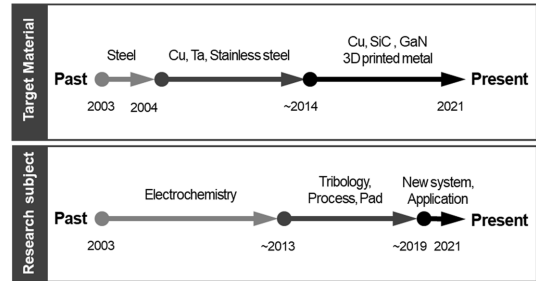 Target Material
Steel
Cu, Ta, Stainless steel
Cu, SiC , GaN
3D printed metal
Past
Present
2003
2004
~2014
2021
Research subject
Electrochemistry
Tribology,
Process, Pad
New system,
Application
Past
Present
2003
~2013
~2019
2021